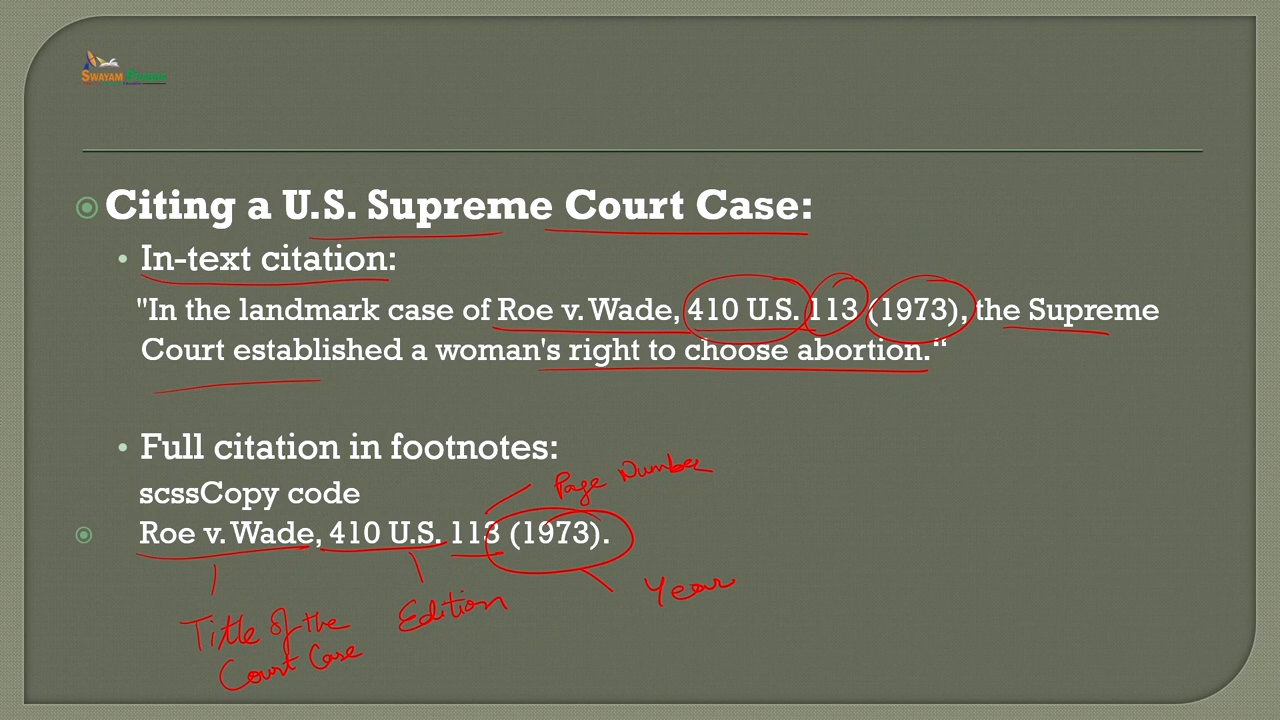 SWAYAM PRABHA
Citing a U.S. Supreme Court Case:
In-text citation:
"In the landmark case of Roe v. Wade, 410 U.S. 113 (1973), the Supreme
Court established a woman's right to choose abortion."
Full citation in footnotes:
Page Number
scssCopy code
Roe v. Wade, 410 U.S. 113 (1973).
Year
Edition
Title of the
Court Case